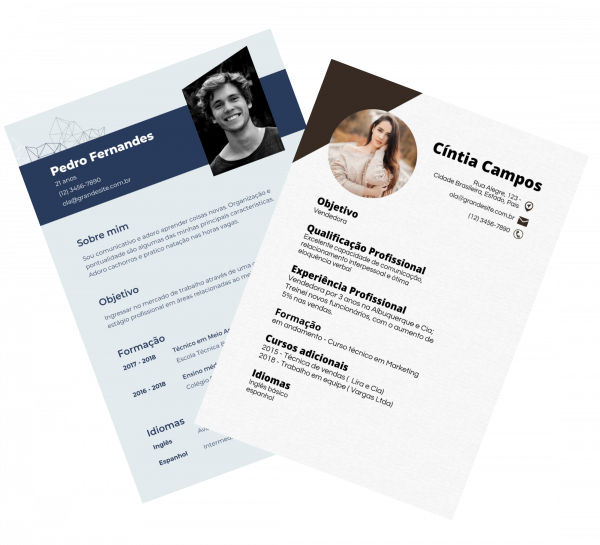 Pedro Fernandes
21 anos
(12) 3456-7890
ola@grandesite.com.br
Sobre mim
Sou comunicativo e adoro aprender coisas novas. Organização e
pontualidade são algumas das minhas principais características.
Adoro cachorros e pratico natação nas horas vagas.
Objetivo
Ingressar no mercado de trabalho através de uma
estágio profissional em áreas relacionadas ao
Formação
2017 - 2018 Técnico em Meio
Escola Técnica
2016 - 2018 Ensino
Colégio
Idiomas
Inglês
Espanhol
Cíntia Campos
Rua Alegre, 123 -
Cidade Brasileira, Estado, País
ola@grandesite.com.br
(12) 3456-7890
Objetivo
Vendedora
Qualificação Profissional
Excelente capacidade de comunicação,
relacionamento interpessoal e ótima
eloquência verbal
Experiência Profissional
Vendedora por 3 anos na Albuquerque e Cia;
Treinei novos funcionários, com o aumento de
5% nas vendas.
Formação
em andamento - Curso técnico em Marketing
Cursos adicionais
2015 - Técnica de vendas ( Lira e Cia)
2018 - Trabalho em equipe ( Vargas Ltda)
Idiomas
Inglês básico
espanhol